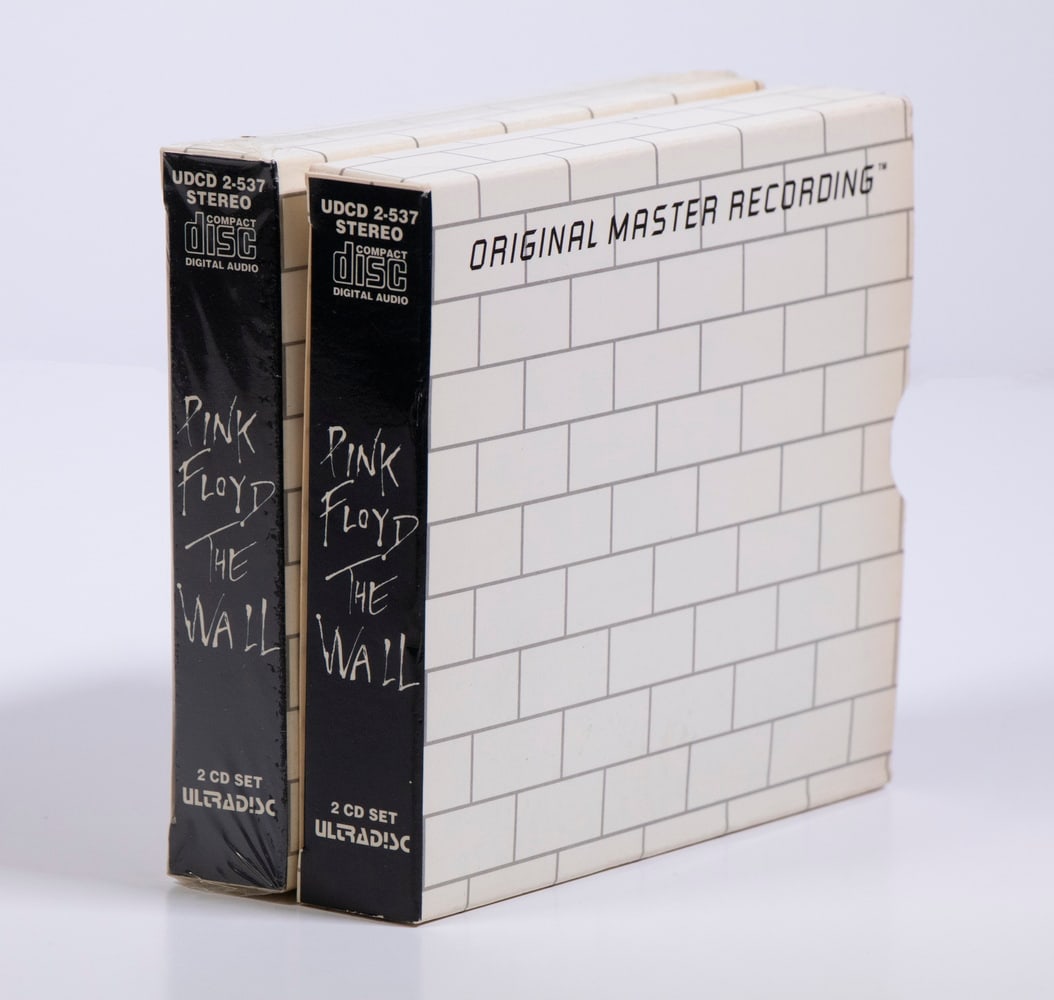 UDCD 2-537
STEREO
COMPACT
disc
DIGITAL AUDIO
PINK
FLOYD
THE
WALL
2 CD SET
ULTRADISC
UDCD 2-537
STEREO
COMPACT
disc
DIGITAL AUDIO
PINK
FLOYD
THE
WALL
2 CD SET
ULTRADISC
ORIGINAL MASTER RECORDING™